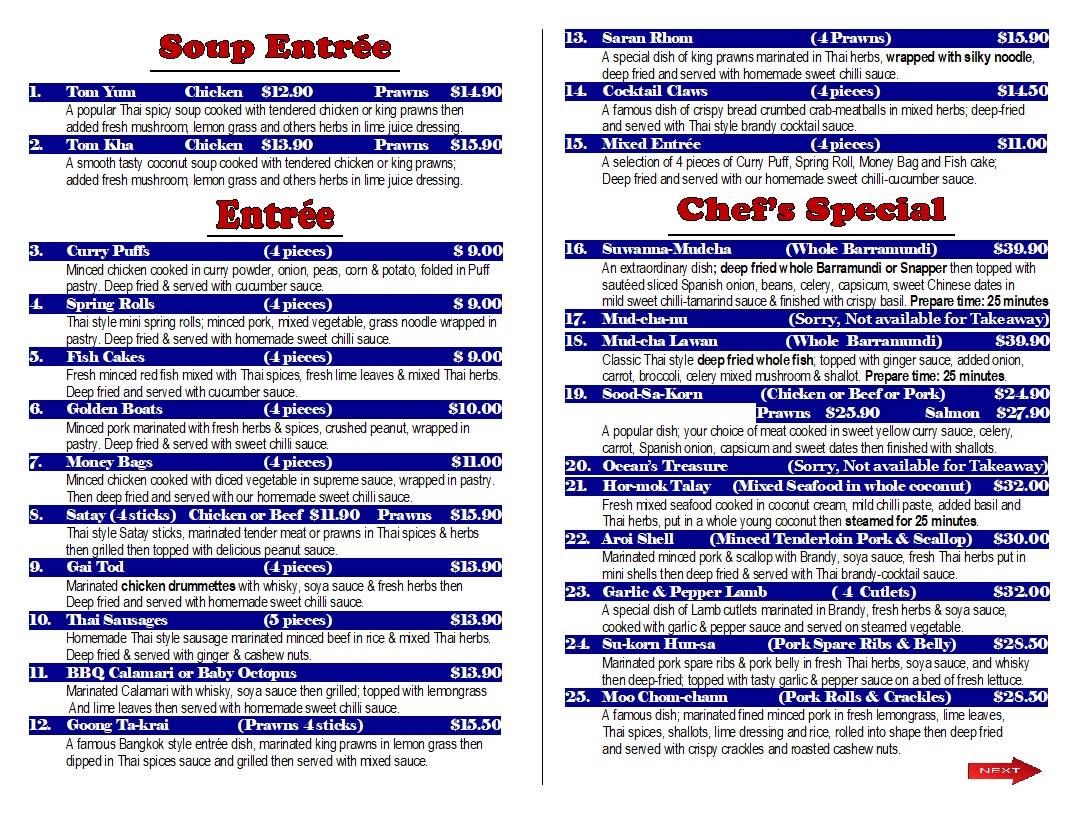 Soup Entrée
1. Tom Yum Chicken $12.90 Prawns $14.90
A popular Thai spicy soup cooked with tendered chicken or king prawns then
added fresh mushroom, lemon grass and others herbs in lime juice dressing.
2. Tom Kha Chicken $13.90 Prawns $15.90
A smooth tasty coconut soup cooked with tendered chicken or king prawns;
added fresh mushroom, lemon grass and others herbs in lime juice dressing.
Entrée
3. Curry Puffs (4 pieces) $ 9.00
Minced chicken cooked in curry powder, onion, peas, corn & potato, folded in Puff
pastry. Deep fried & served with cucumber sauce.
4. Spring Rolls (4 pieces) $ 9.00
Thai style mini spring rolls; minced pork, mixed vegetable, grass noodle wrapped in
pastry. Deep fried & served with homemade sweet chilli sauce.
5. Fish Cakes (4 pieces) $ 9.00
Fresh minced red fish mixed with Thai spices, fresh lime leaves & mixed Thai herbs.
Deep fried and served with cucumber sauce.
6. Golden Boats (4 pieces) $10.00
Minced pork marinated with fresh herbs & spices, crushed peanut, wrapped in
pastry. Deep fried & served with sweet chilli sauce.
7. Money Bags (4 pieces) $11.00
Minced chicken cooked with diced vegetable in supreme sauce, wrapped in pastry.
Then deep fried and served with our homemade sweet chilli sauce.
8. Satay (4 sticks) Chicken or Beef $11.90 Prawns $15.90
Thai style Satay sticks, marinated tender meat or prawns in Thai spices & herbs
then grilled then topped with delicious peanut sauce.
9. Gai Tod (4 pieces) $13.90
Marinated chicken drummettes with whisky, soya sauce & fresh herbs then
Deep fried and served with homemade sweet chilli sauce.
10. Thai Sausages (5 pieces) $13.90
Homemade Thai style sausage marinated minced beef in rice & mixed Thai herbs.
Deep fried & served with ginger & cashew nuts.
11. BBQ Calamari or Baby Octopus $13.90
Marinated Calamari with whisky, soya sauce then grilled; topped with lemongrass
And lime leaves then served with homemade sweet chilli sauce.
12. Goong Ta-krai (Prawns 4 sticks) $15.50
A famous Bangkok style entrée dish, marinated king prawns in lemon grass then
dipped in Thai spices sauce and grilled then served with mixed sauce.
13. Saran Rhom (4 Prawns) $15.90
A special dish of king prawns marinated in Thai herbs, wrapped with silky noodle,
deep fried and served with homemade sweet chilli sauce.
14. Cocktail Claws (4 pieces) $14.50
A famous dish of crispy bread crumbed crab-meatballs in mixed herbs; deep-fried
and served with Thai style brandy cocktail sauce.
15. Mixed Entrée $11.00
A selection of 4 pieces of Curry Puff, Spring Roll, Money Bag and Fish cake;
Deep fried and served with our homemade sweet chilli-cucumber sauce.
Chef's Special
16. Suwanna-Mudcha (Whole Barramundi) $39.90
An extraordinary dish; deep fried whole Barramundi or Snapper then topped with
sautéed sliced Spanish onion, beans, celery, capsicum, sweet Chinese dates in
mild sweet chilli-tamarind sauce & finished with crispy basil. Prepare time: 25 minutes
17. Mud-cha-nu (Sorry, Not available for Takeaway)
18. Mud-cha Lawan (Whole Barramundi) $39.90
Classic Thai style deep fried whole fish; topped with ginger sauce, added onion,
carrot, broccoli, celery mixed mushroom & shallot. Prepare time: 25 minutes.
19. Sood-Sa-Korn (Chicken or Beef or Pork) $24.90
Prawns $25.90 Salmon $27.90
A popular dish; your choice of meat cooked in sweet yellow curry sauce, celery,
carrot, Spanish onion, capsicum and sweet dates then finished with shallots.
20. Ocean's Treasure (Sorry, Not available for Takeaway)
21. Hor-mok Talay (Mixed Seafood in whole coconut) $32.00
Fresh mixed seafood cooked in coconut cream, mild chilli paste, added basil and
Thai herbs, put in a whole young coconut then steamed for 25 minutes.
22. Aroi Shell (Minced Tenderloin Pork & Scallop) $30.00
Marinated minced pork & scallop with Brandy, soya sauce, fresh Thai herbs put in
mini shells then deep fried & served with Thai brandy-cocktail sauce.
23. Garlic & Pepper Lamb ( 4 Cutlets) $32.00
A special dish of Lamb cutlets marinated in Brandy, fresh herbs & soya sauce,
cooked with garlic & pepper sauce and served on steamed vegetable.
24. Su-korn Hun-sa (Pork Spare Ribs & Belly) $28.50
Marinated pork spare ribs & pork belly in fresh Thai herbs, soya sauce, and whisky
then deep-fried; topped with tasty garlic & pepper sauce on a bed of fresh lettuce.
25. Moo Chom-chann (Pork Rolls & Crackles) $28.50
A famous dish; marinated fined minced pork in fresh lemongrass, lime leaves,
Thai spices, shallots, lime dressing and rice, rolled into shape then deep fried
and served with crispy crackles and roasted cashew nuts.
NEXT